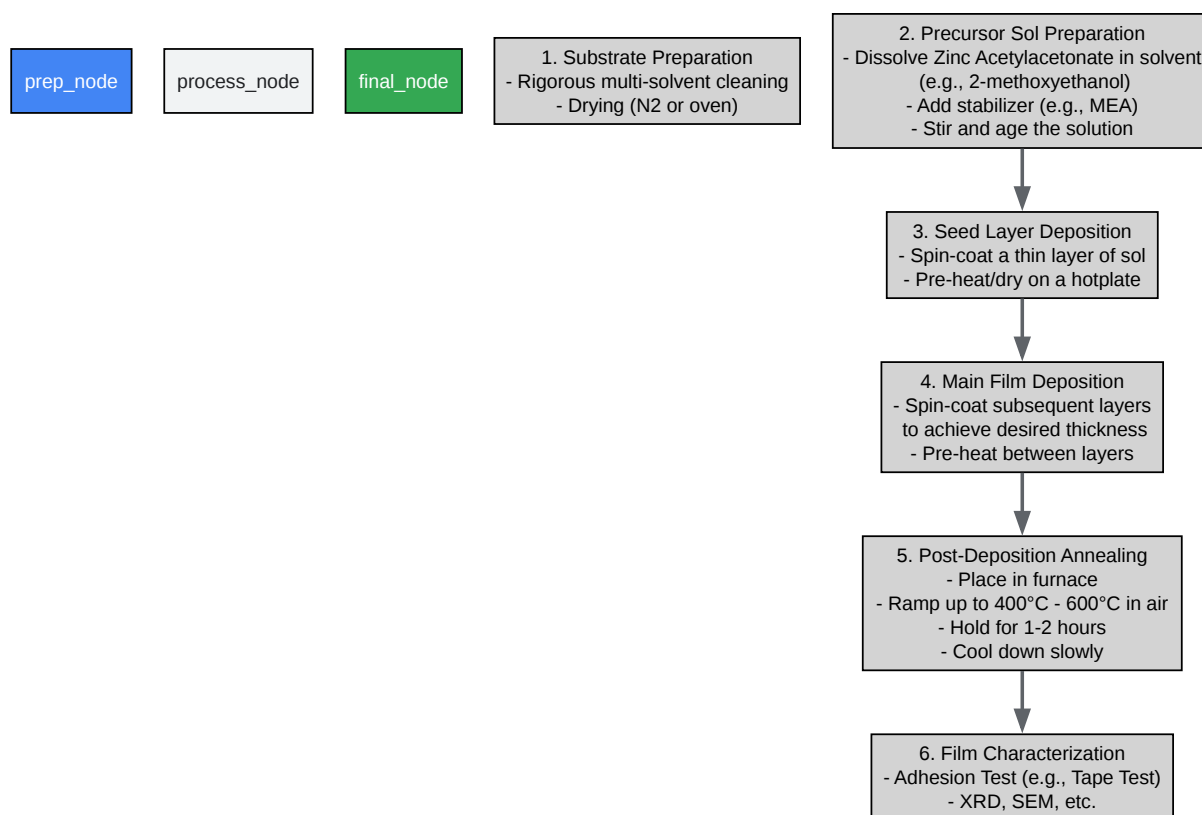 prep_node
process_node
final_node
1. Substrate Preparation
- Rigorous multi-solvent cleaning
- Drying (N2 or oven)
2. Precursor Sol Preparation
- Dissolve Zinc Acetylacetonate in solvent
(e.g., 2-methoxyethanol)
- Add stabilizer (e.g., MEA)
- Stir and age the solution
3. Seed Layer Deposition
- Spin-coat a thin layer of sol
- Pre-heat/dry on a hotplate
4. Main Film Deposition
- Spin-coat subsequent layers
to achieve desired thickness
- Pre-heat between layers
5. Post-Deposition Annealing
- Place in furnace
- Ramp up to 400°C - 600°C in air
- Hold for 1-2 hours
- Cool down slowly
6. Film Characterization
- Adhesion Test (e.g., Tape Test)
- XRD, SEM, etc.